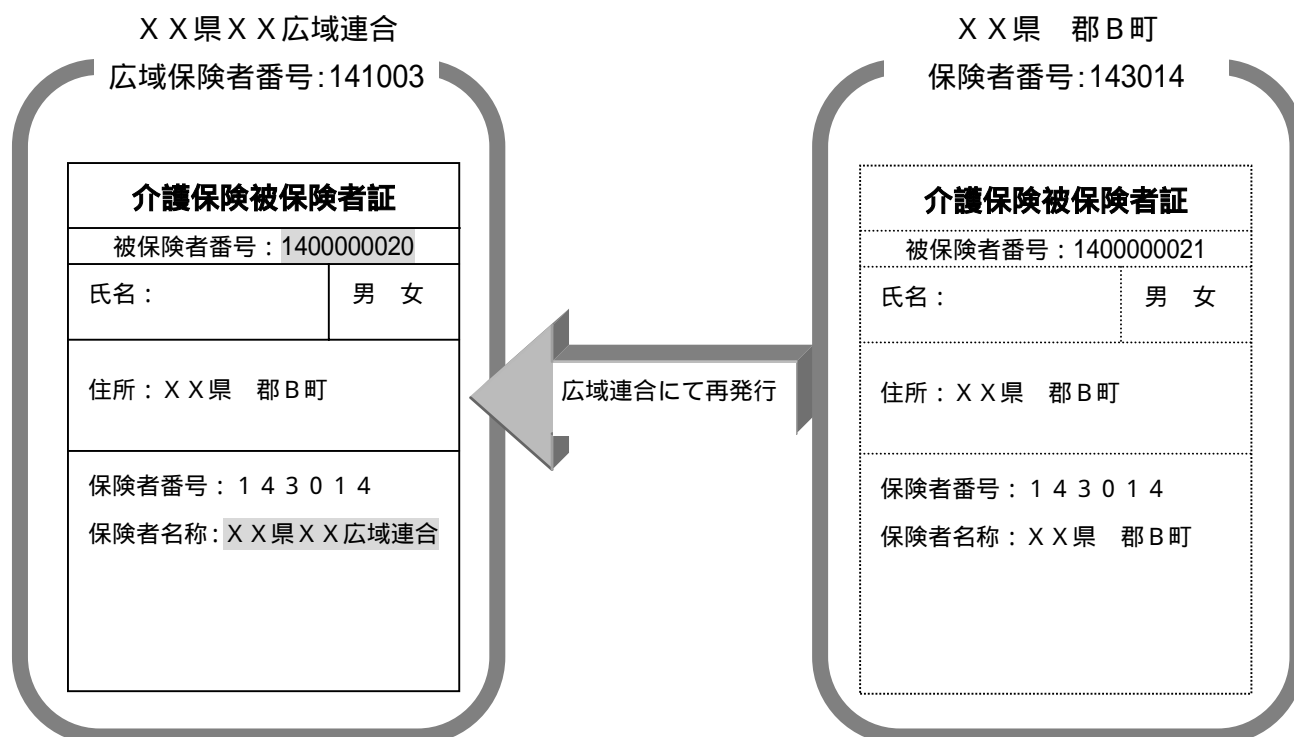 ＸＸ県ＸＸ広域連合
広域保険者番号：141003
介護保険被保険者証
被保険者番号：1400000020
氏名：
男　女
住所：ＸＸ県　郡Ｂ町
保険者番号：１４３０１４
保険者名称：ＸＸ県ＸＸ広域連合
広域連合にて再発行
ＸＸ県　郡Ｂ町
保険者番号：143014
介護保険被保険者証
被保険者番号：1400000021
氏名：
男　女
住所：ＸＸ県　郡Ｂ町
保険者番号：１４３０１４
保険者名称：ＸＸ県　郡Ｂ町